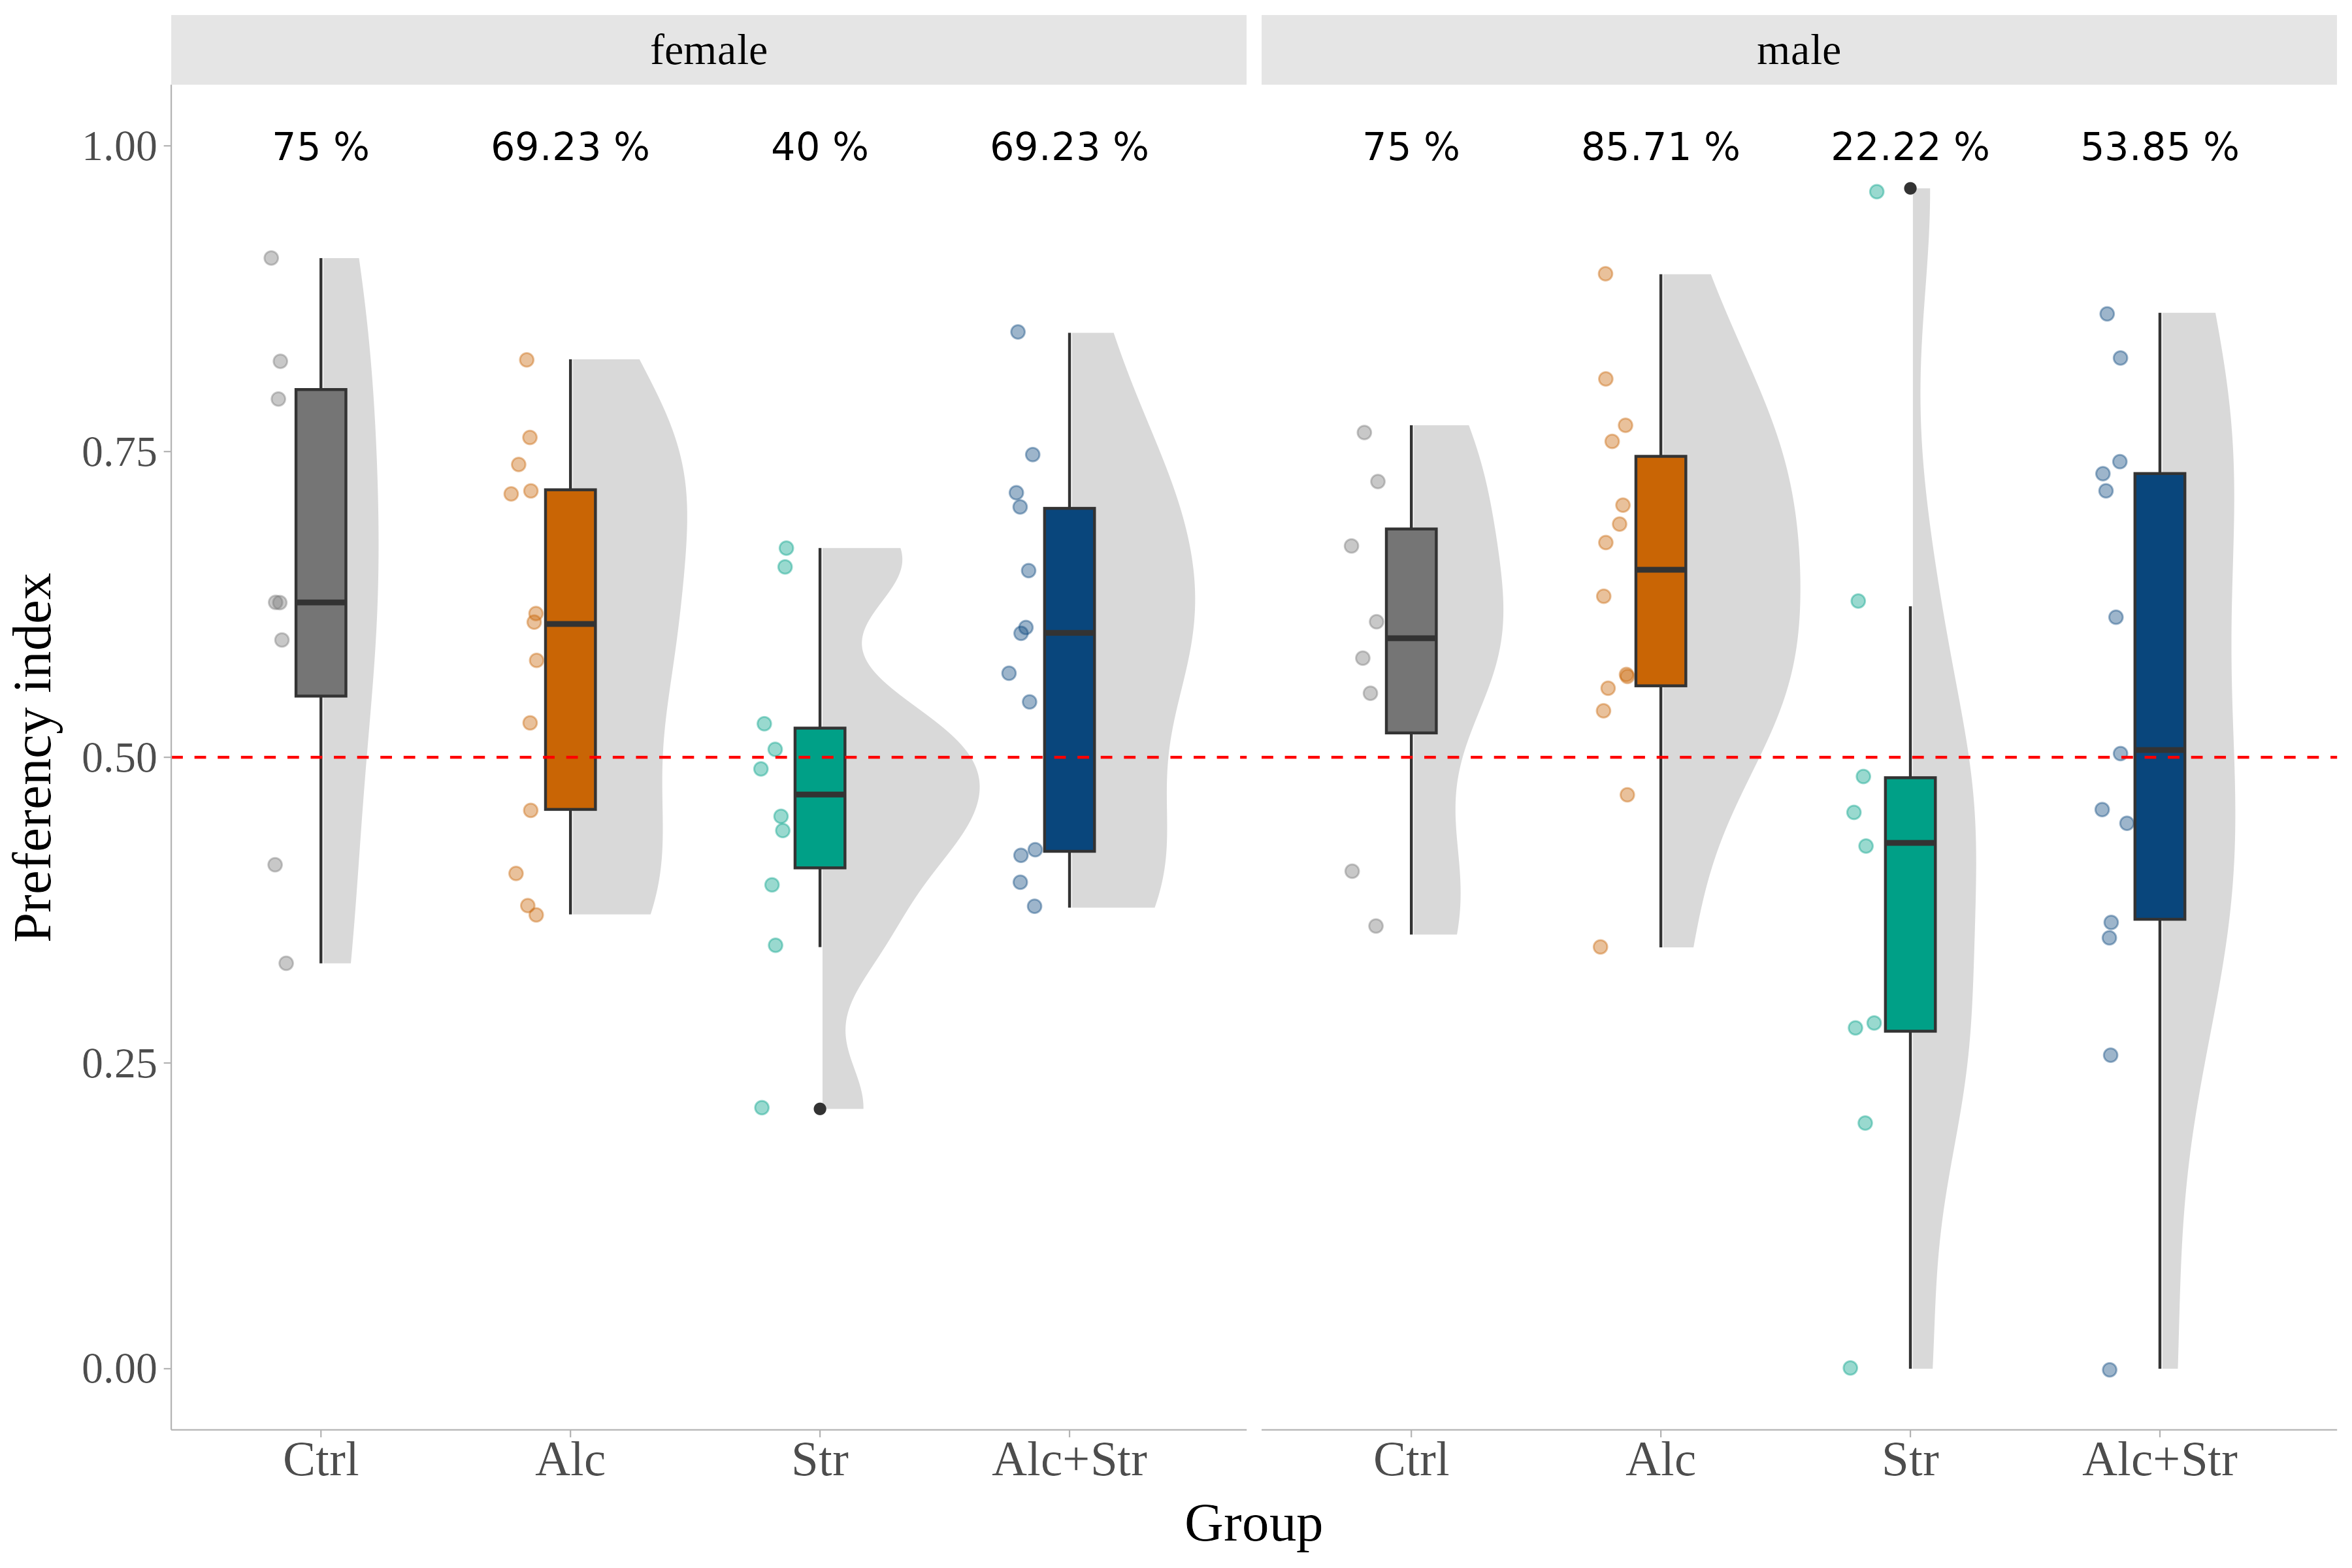 female
male
75 %
69.23 %
40 %
69.23 %
75 %
85.71 %
22.22 %
53.85 %
1.00
0.75
0.50
0.25
0.00
Preferency index
Ctrl
Alc
Str
Alc+Str
Ctrl
Alc
Str
Alc+Str
Group